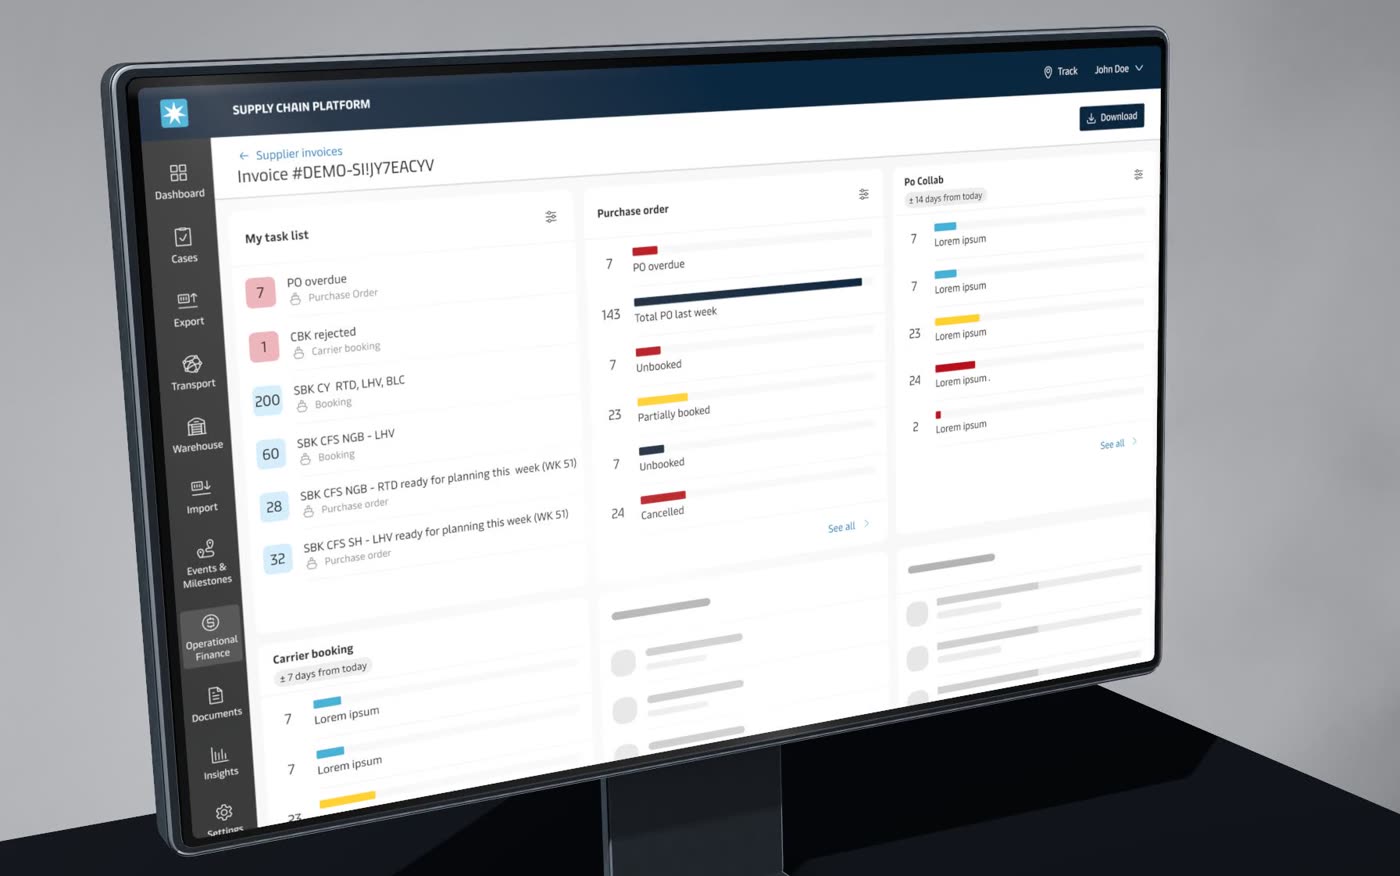 SUPPLY CHAIN PLATFORM
Track
John Doe
Dashboard
Cases
Export
Transport
Warehouse
Import
Events &
Milestones
Operational
Finance
Documents
Insights
Settings
Supplier invoices
Invoice #DEMO-SI!JY7EACYV
Download
My task list
7
PO overdue
Purchase Order
1
CBK rejected
Carrier booking
200
SBK CY RTD, LHV, BLC
Booking
60
SBK CFS NGB - LHV
Booking
28
SBK CFS NGB - RTD ready for planning this week (WK 51)
Purchase order
32
SBK CFS SH - LHV ready for planning this week (WK 51)
Purchase order
Carrier booking
± 7 days from today
7
Lorem ipsum
7
Lorem ipsum
23
Purchase order
7
PO overdue
143
Total PO last week
7
Unbooked
23
Partially booked
7
Unbooked
24
Cancelled
See all
Po Collab
± 14 days from today
7
Lorem ipsum
7
Lorem ipsum
23
Lorem ipsum
24
Lorem ipsum .
2
Lorem ipsum
See all